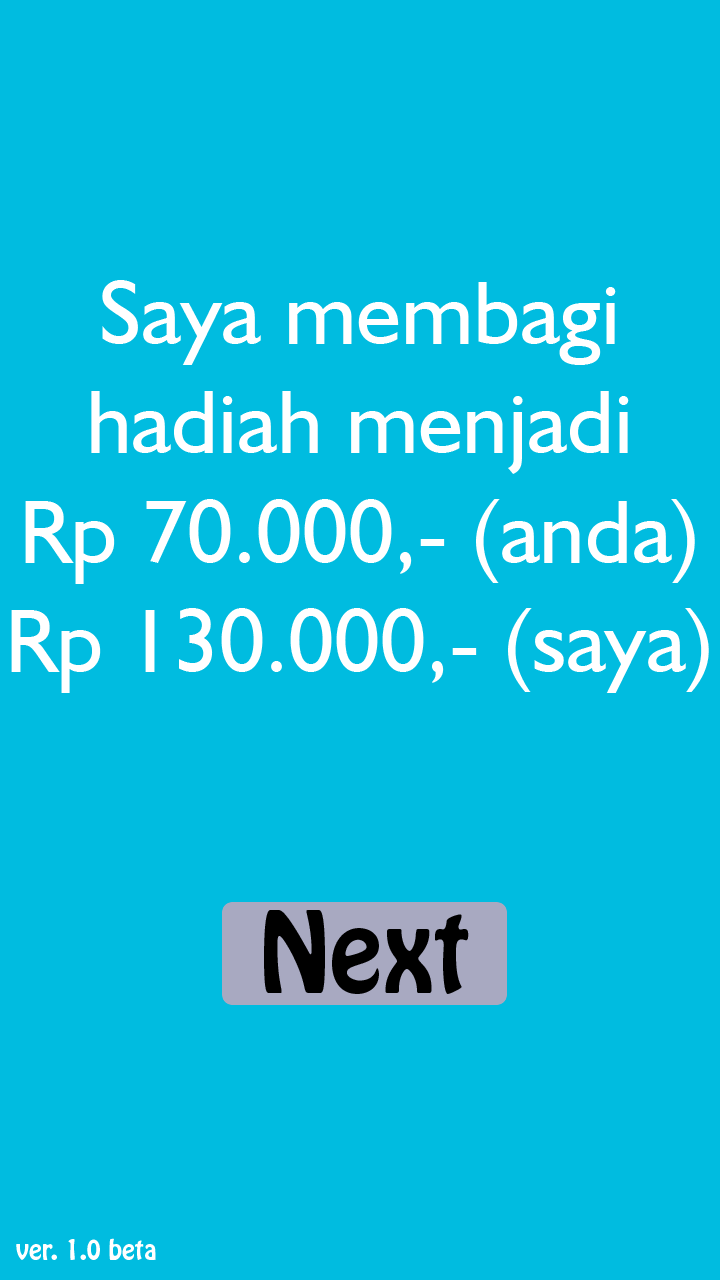 Saya membagi
hadiah menjadi
Rp 70.000,- (anda)
Rp 130.000,- (saya)
Next
ver. 1.0 beta